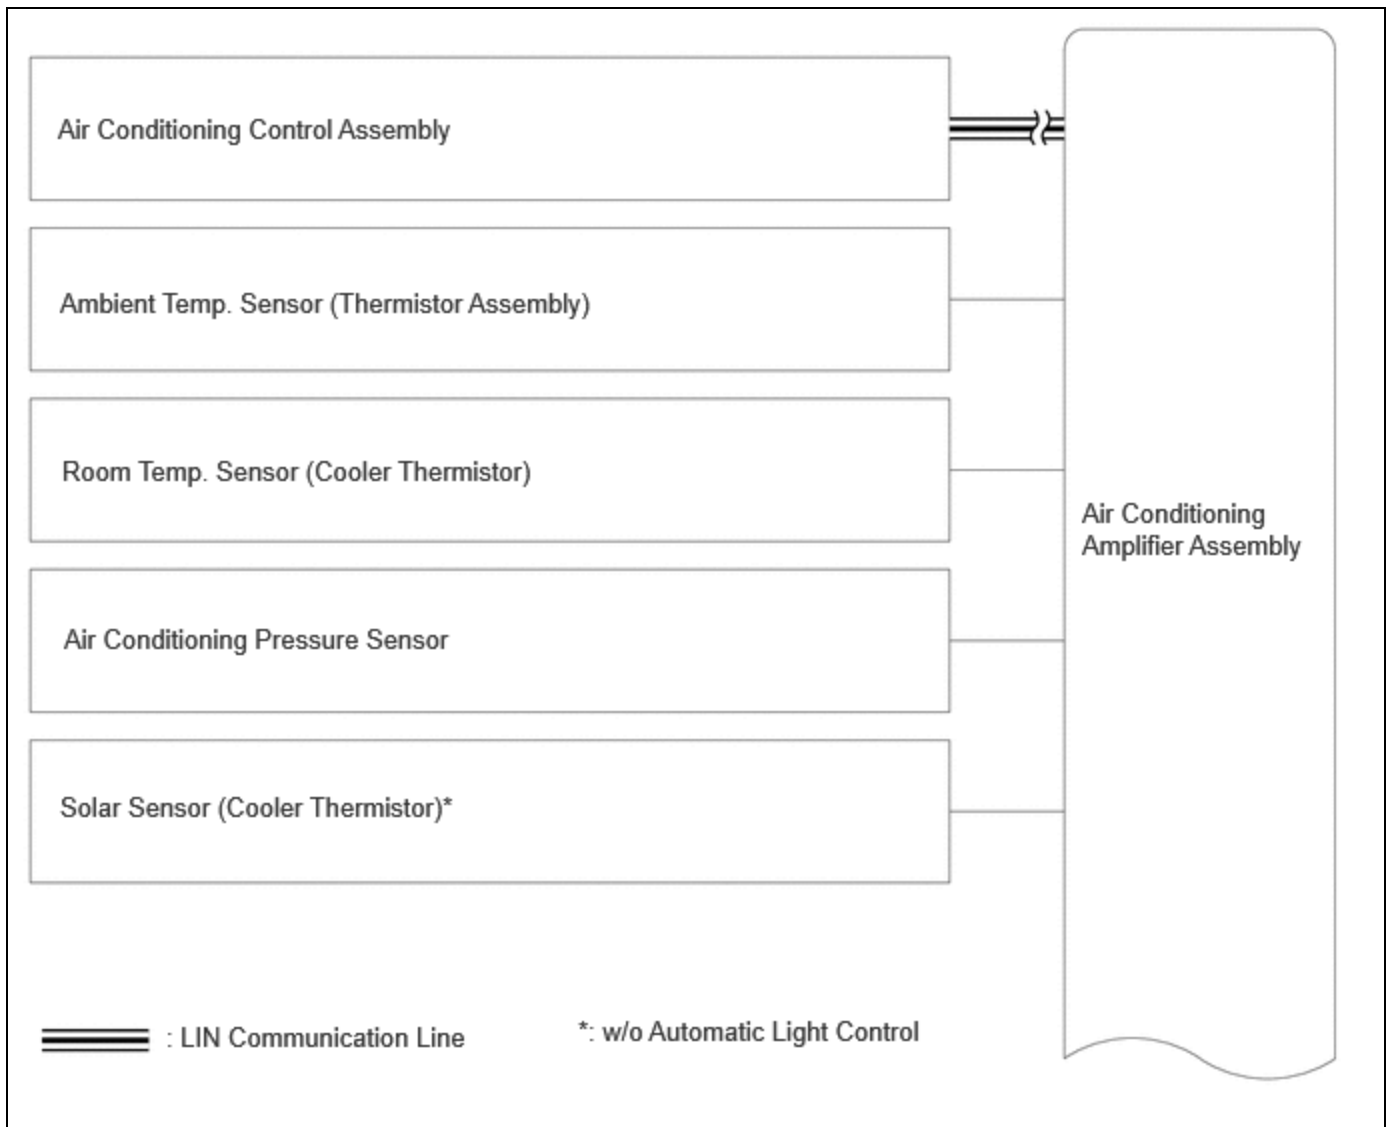 Air Conditioning Control Assembly
Ambient Temp. Sensor (Thermistor Assembly)
Room Temp. Sensor (Cooler Thermistor)
Air Conditioning
Amplifier Assembly
Air Conditioning Pressure Sensor
Solar Sensor (Cooler Thermistor)*
: LIN Communication Line
*: w/o Automatic Light Control